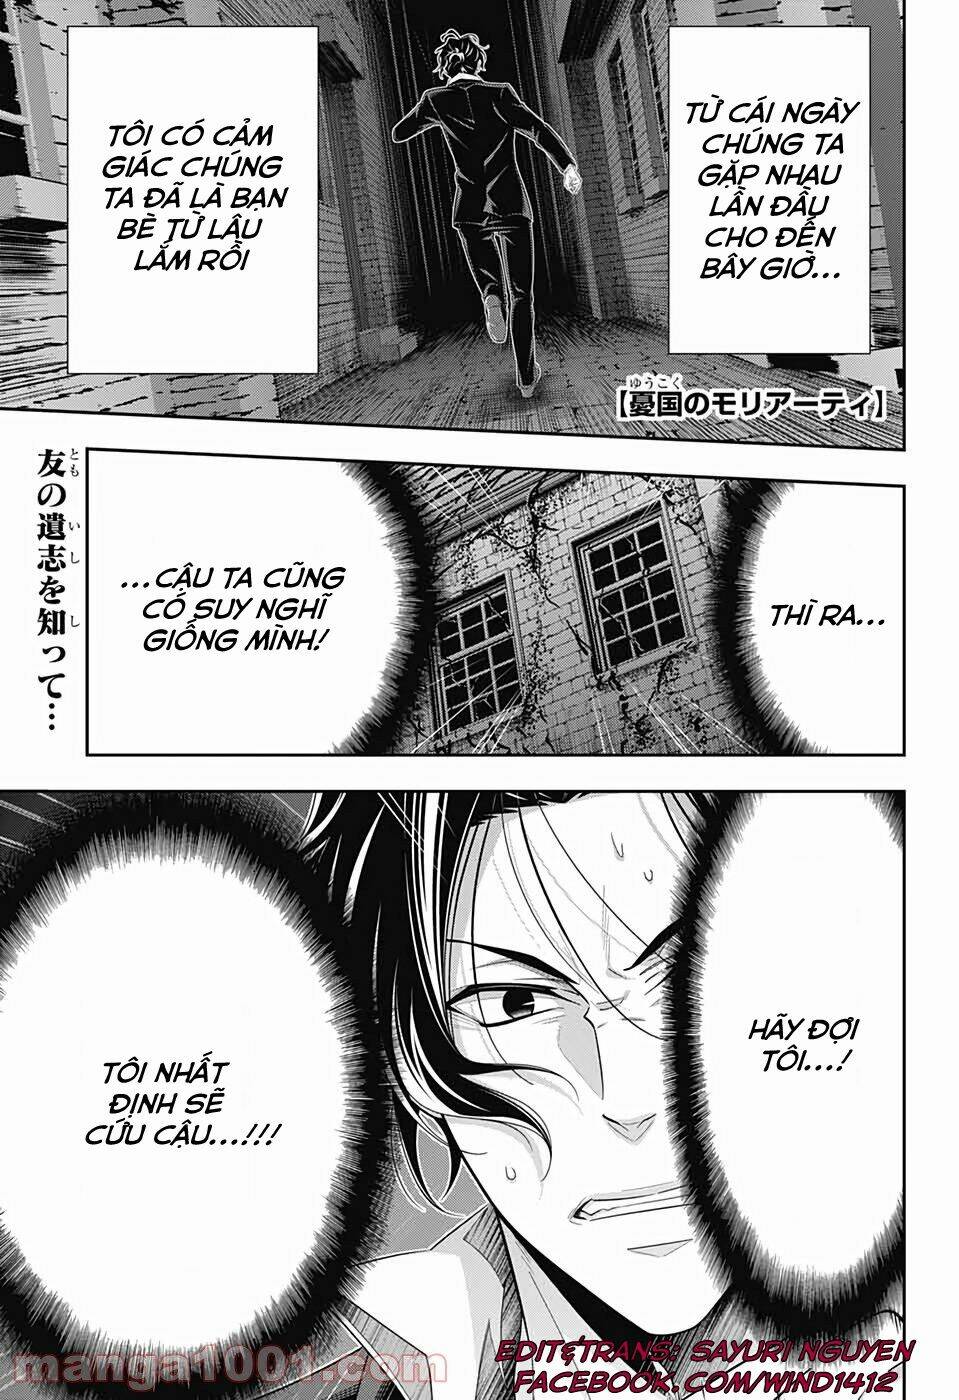 TỪ CÁI NGÀY
CHÚNG TA
GẶP NHAU
LẦN ĐẦU
CHO ĐẾN
BÂY GIỜ...
TÔI CÓ CẢM
GIÁC CHÚNG
TA ĐÃ LÀ BẠN
BÈ TỪ LÂU
LẮM RỒI
ゆうこく
【憂国のモリアーティ】
THÌ RA...
...CẬU TA CŨNG
CÓ SUY NGHĨ
GIỐNG MÌNH!
とも いし し
友の遺志を知って…
HÃY ĐỢI
TÔI...!
TÔI NHẤT
ĐỊNH SẼ
CỨU CẬU...!!!
manga1001.com
EDIT&TRANS: SAYURI NGUYEN
FACEBOOK.COM/WIND1412